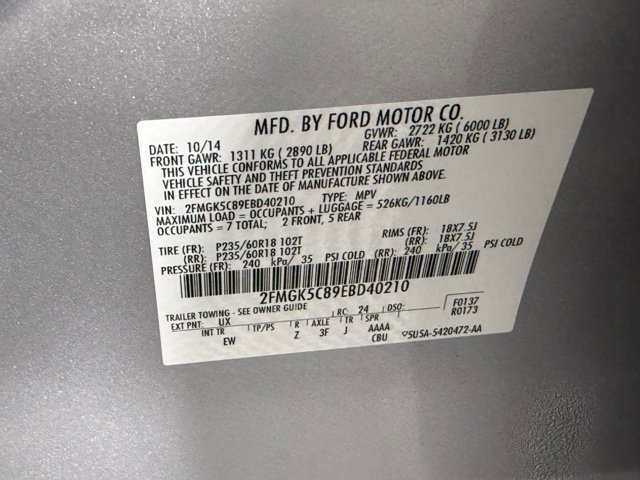 MFD. BY FORD MOTOR CO.
DATE: 10/14 GVWR: 2722 KG ( 6000 LB)
FRONT GAWR: 1311 KG ( 2890 LB) REAR GAWR: 1420 KG ( 3130 LB)
THIS VEHICLE CONFORMS TO ALL APPLICABLE FEDERAL MOTOR
VEHICLE SAFETY AND THEFT PREVENTION STANDARDS
IN EFFECT ON THE DATE OF MANUFACTURE SHOWN ABOVE.
VIN: 2FMGK5C89EBD40210 TYPE: MPV
MAXIMUM LOAD = OCCUPANTS + LUGGAGE = 526KG/1160LB
OCCUPANTS = 7 TOTAL; 2 FRONT, 5 REAR
TIRE (FR): P235/60R18 102T RIMS (FR): 18X7.5J
(RR): P235/60R18 102T (RR): 18X7.5J
PRESSURE (FR): 240 kPa/ 35 PSI COLD (RR): 240 kPa/ 35 PSI COLD
2FMGK5C89EBD40210
TRAILER TOWING - SEE OWNER GUIDE RC: 24 DSO: F0137
EXT PNT: UX R0173
INT TR TP/PS R AXLE TR SPR
EW Z 3F J AAAA 5U5A-5420472-AA
CBU